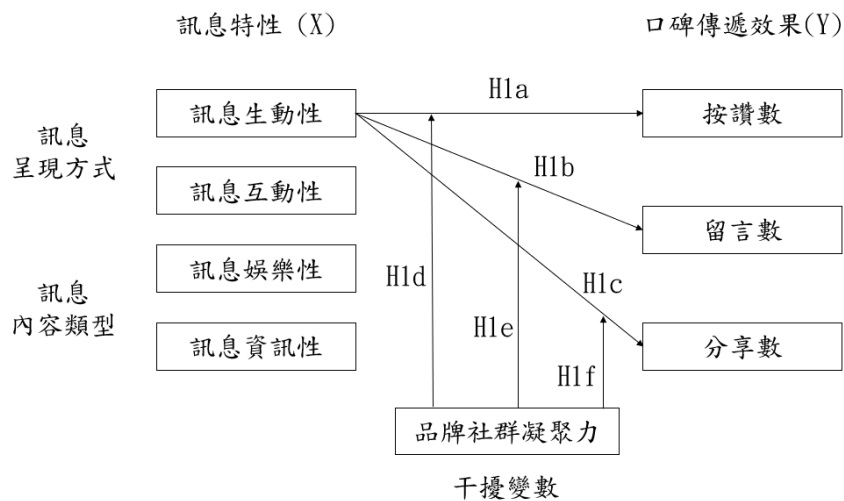 訊息特性 (X)
口碑傳遞效果(Y)
訊息
呈現方式
訊息生動性
H1a
按讚數
訊息互動性
H1b
留言數
訊息
內容類型
訊息娛樂性
H1d
H1c
H1e
訊息資訊性
H1f
分享數
品牌社群凝聚力
干擾變數